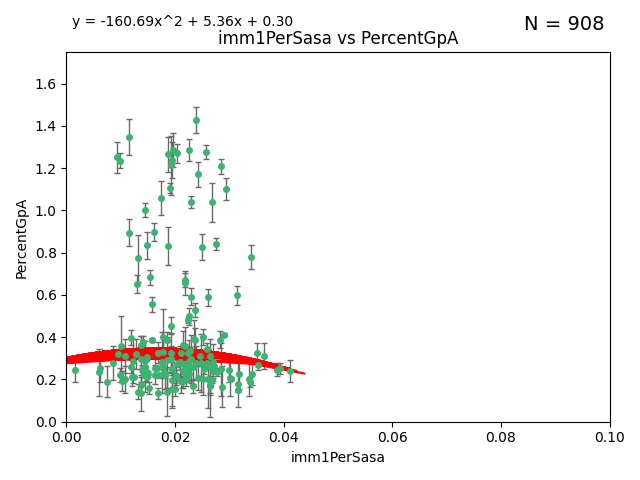 y = -160.69x^2 + 5.36x + 0.30
N = 908
imm1PerSasa vs PercentGpA
1.6
1.4
1.2
1.0
0.8
0.6
0.4
0.2
0.0
PercentGpA
0.00 0.02 0.04 0.06 0.08 0.10
imm1PerSasa